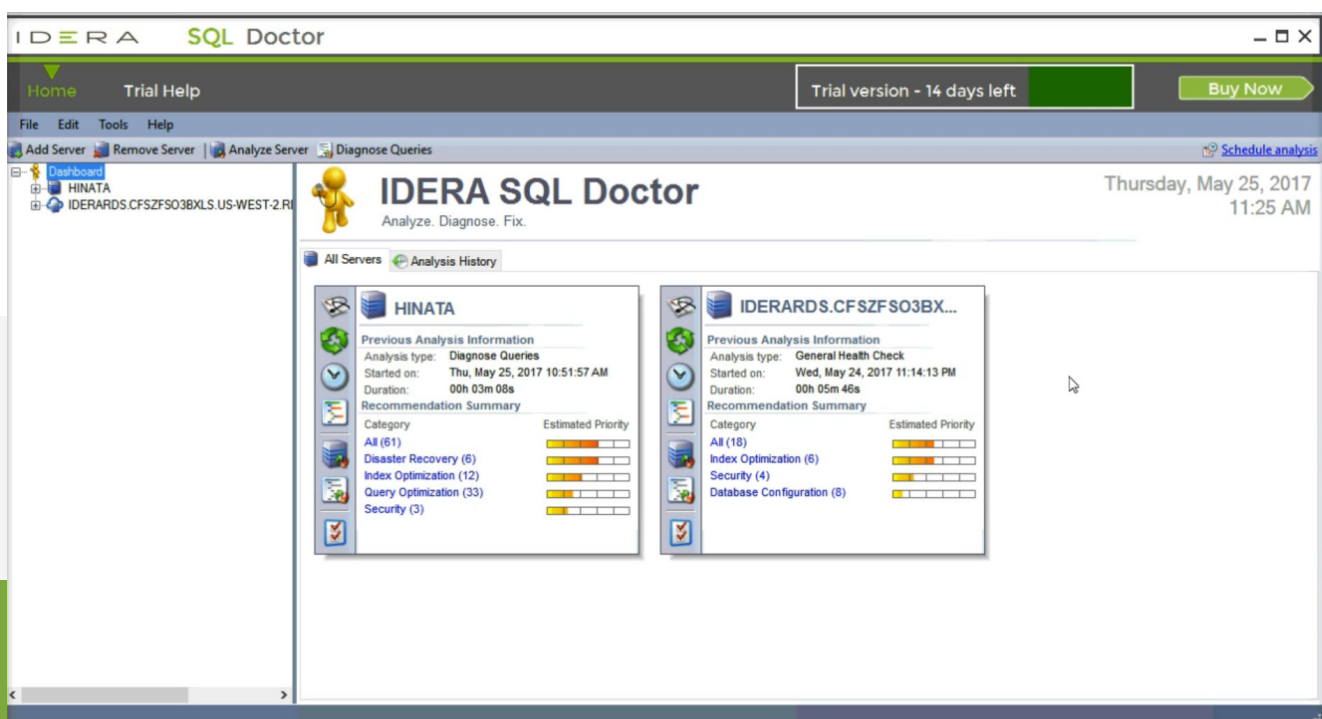 IDERA SQL Doctor
Home Trial Help Trial version - 14 days left Buy Now
File Edit Tools Help
Add Server Remove Server Analyze Server Diagnose Queries Schedule analysis
Dashboard
HINATA
IDERARDS.CFSZFSO3BXLS.US-WEST-2.R
IDERA SQL Doctor
Analyze. Diagnose. Fix.
Thursday, May 25, 2017
11:25 AM
All Servers Analysis History
HINATA
Previous Analysis Information
Analysis type: Diagnose Queries
Started on: Thu, May 25, 2017 10:51:57 AM
Duration: 00h 03m 08s
Recommendation Summary
Category Estimated Priority
All (61)
Disaster Recovery (6)
Index Optimization (12)
Query Optimization (33)
Security (3)
IDERARDS.CFSZFSO3BX...
Previous Analysis Information
Analysis type: General Health Check
Started on: Wed, May 24, 2017 11:14:13 PM
Duration: 00h 05m 46s
Recommendation Summary
Category Estimated Priority
All (18)
Index Optimization (6)
Security (4)
Database Configuration (8)